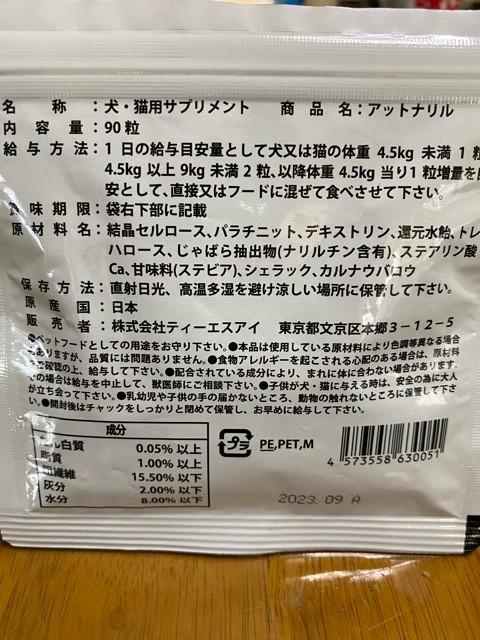 名称：犬・猫用サプリメント　商品名：アットナリル
内容量：90粒
給与方法：1日の給与目安量として犬又は猫の体重 4.5kg 未満 1 粒
4.5kg 以上 9kg 未満 2 粒、以降体重 4.5kg 当り1 粒増量を目
安として、直接又はフードに混ぜて食べさせて下さい。
賞味期限：袋右下部に記載
原材料名：結晶セルロース、パラチニット、デキストリン、還元水飴、トレ
ハロース、じゃばら抽出物(ナリルチン含有)、ステアリン酸
Ca、甘味料(ステビア)、シェラック、カルナウバロウ
保存方法：直射日光、高温多湿を避け涼しい場所に保管して下さい。
原産国：日本
販売者：株式会社ティーエスアイ　東京都文京区本郷3－12－5
●ペットフードとしての用途をお守り下さい。●本品は使用している原材料により色調等異なる場合
がありますが、品質には問題ありません。●食物アレルギーを起こされる心配のある場合は、原材料
をご確認の上、給与して下さい。●配合されている成分により、まれに体に合わない場合があります。
その場合は給与を中止して、獣医師にご相談下さい。●子供が犬・猫に与える時は、安全の為に大人
が立ち会って下さい。●乳幼児や子供の手の届かないところ、動物の触れないところに保管して下さ
い。●開封後はチャックをしっかりと閉めて保管し、お早めに給与して下さい。
成分
たん白質　0.05% 以上
脂質　1.00% 以上
粗繊維　15.50% 以下
灰分　2.00% 以下
水分　8.00% 以下
プラ　PE,PET,M
4 573558 630051
2023.09 A